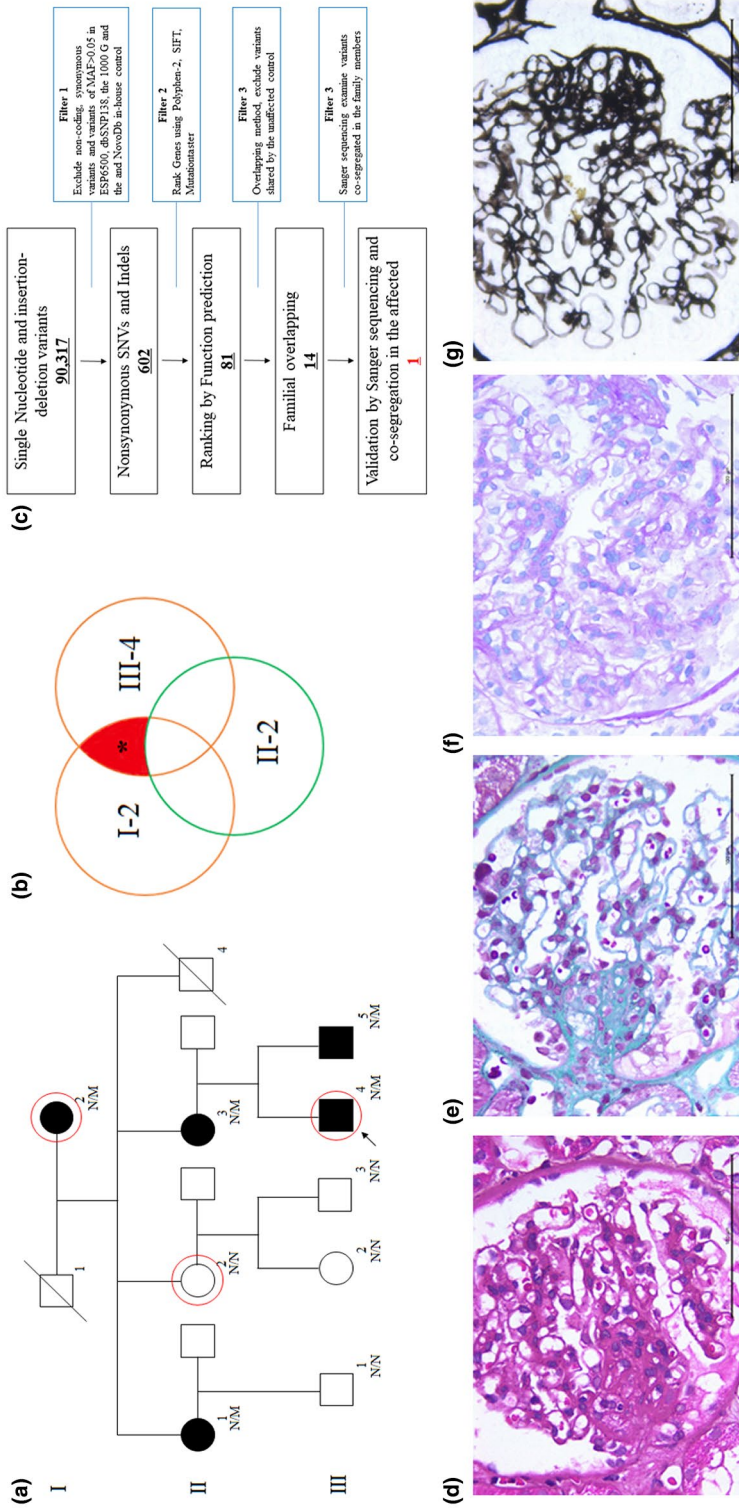 (a)
I
II
III
1
2
N/M
1
N/M
2
N/N
3
N/M
4
1
N/N
2
N/N
3
N/N
4
N/M
5
N/M
(b)
I-2
III-4
*
II-2
(c)
Single Nucleotide and insertion-
deletion variants
90,317
Filter 1
Exclude non-coding, synonymous
variants and variants of MAF>0.05 in
ESP6500, dbSNP138, the 1000 G and
the and NovoDb in-house control
Nonsynonymous SNVs and Indels
602
Filter 2
Rank Genes using Polyphen-2, SIFT,
Mutationtaster
Ranking by Function prediction
81
Filter 3
Overlapping method, exclude variants
shared by the unaffected control
Familial overlapping
14
Filter 3
Sanger sequencing examine variants
co-segregated in the family members
Validation by Sanger sequencing and
co-segregation in the affected
1
(d)
(e)
(f)
(g)